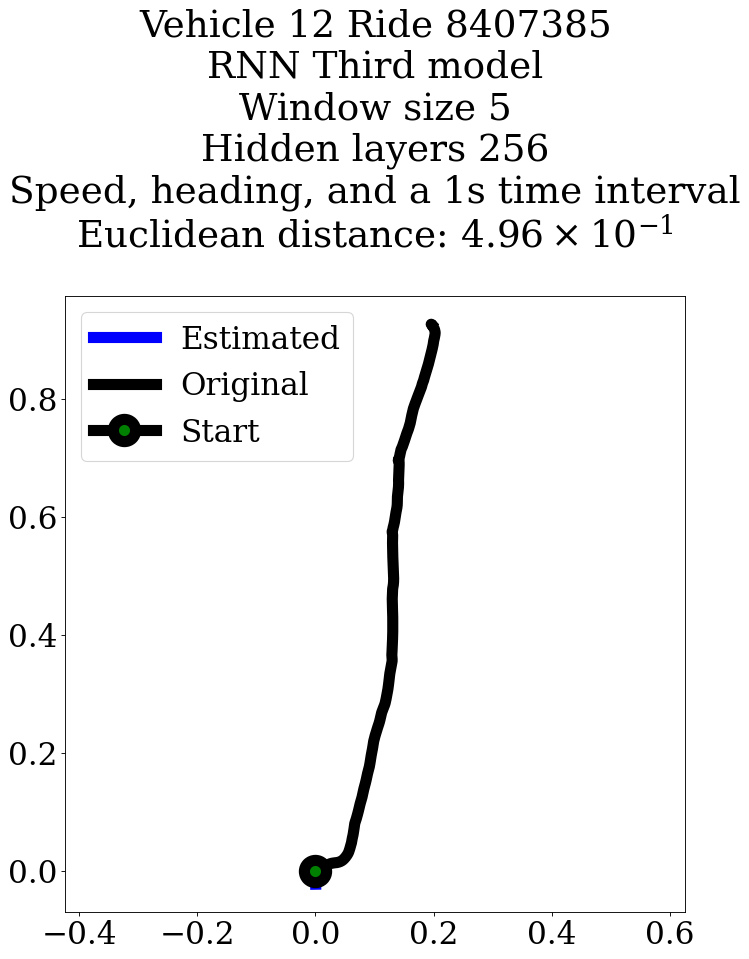 Vehicle 12 Ride 8407385
RNN Third model
Window size 5
Hidden layers 256
Speed, heading, and a 1s time interval
Euclidean distance: 4.96 × 10⁻¹
Estimated
Original
Start
0.8
0.6
0.4
0.2
0.0
−0.4 −0.2 0.0 0.2 0.4 0.6